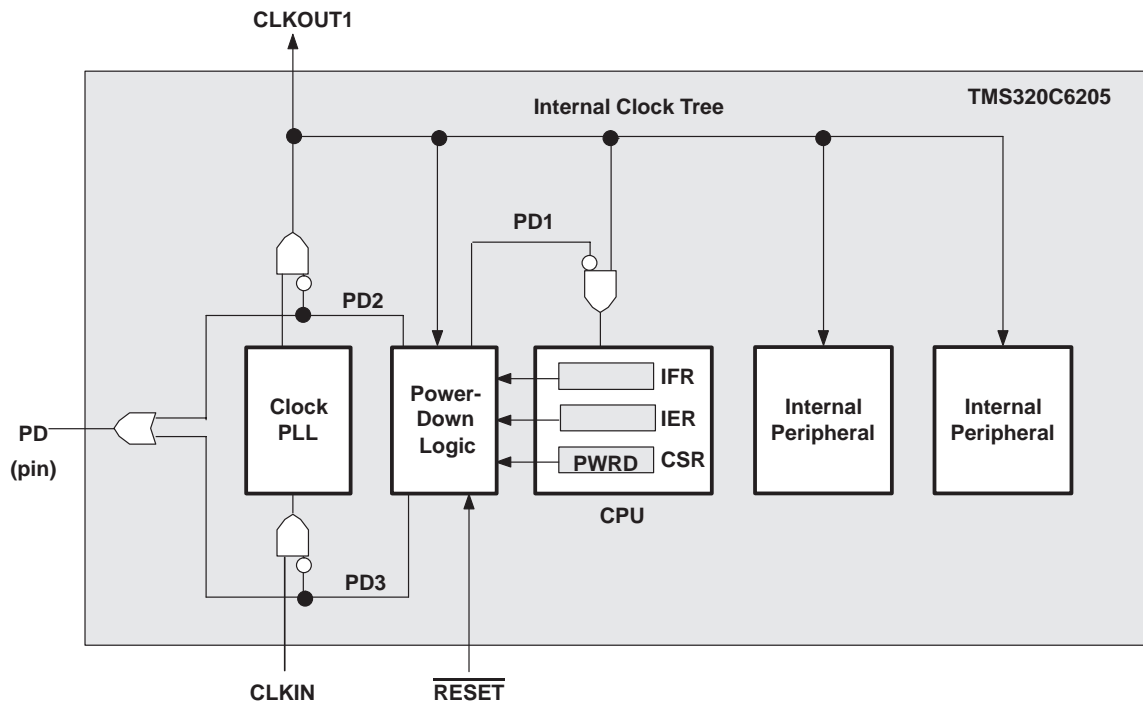 CLKOUT1
TMS320C6205
Internal Clock Tree
PD1
PD2
Clock
PLL
Power-
Down
Logic
IFR
IER
PWRD
CSR
CPU
Internal
Peripheral
Internal
Peripheral
PD
(pin)
PD3
CLKIN
RESET